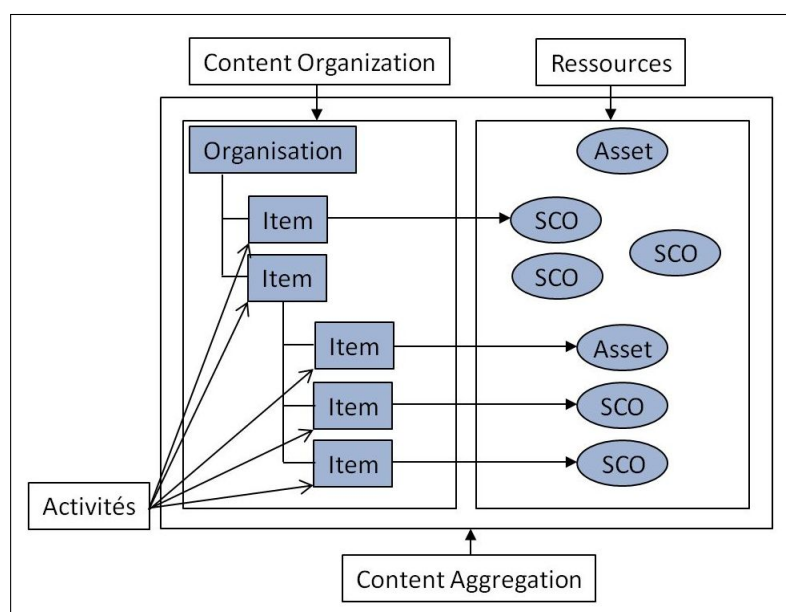 Content Organization
Ressources
Organisation
Asset
Item
SCO
SCO
Item
SCO
Item
Asset
Item
SCO
Item
SCO
Activités
Content Aggregation